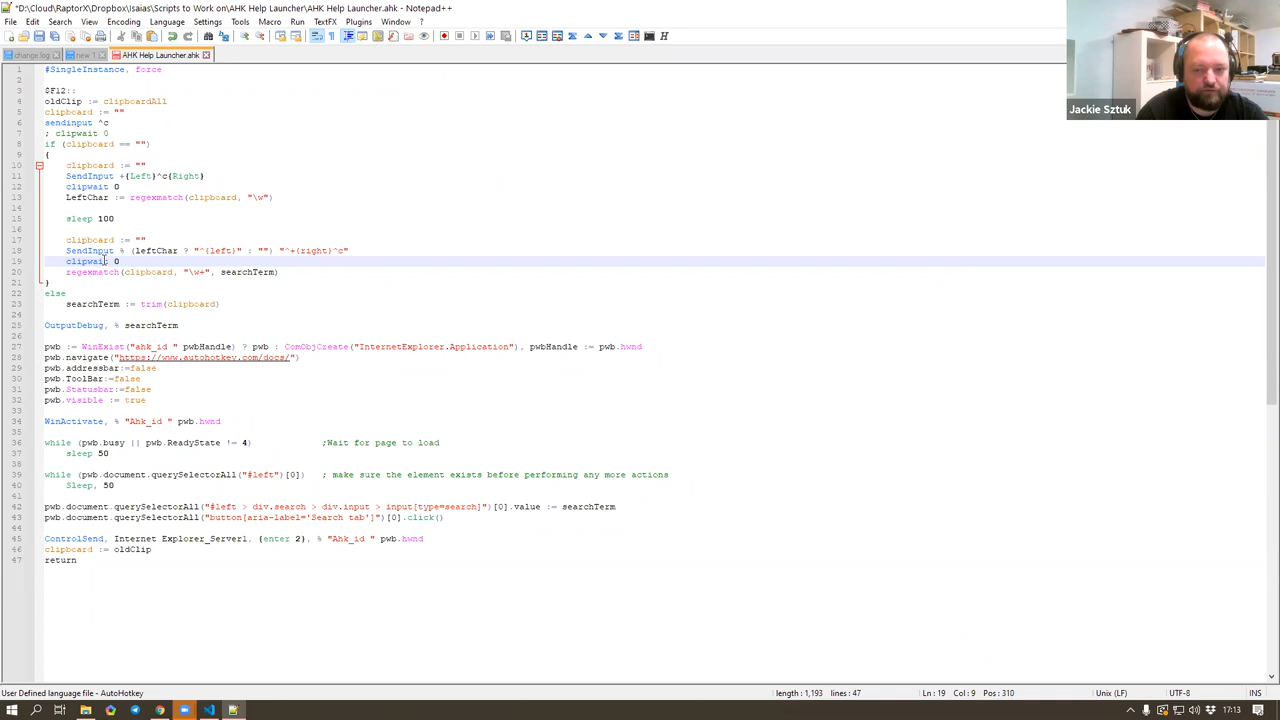 *D:\Cloud\RaptorX\Dropbox\Isaias\Scripts to Work on\AHK Help Launcher\AHK Help Launcher.ahk - Notepad++
File Edit Search View Encoding Language Settings Tools Macro Run TextFX Plugins Window ?
change log new 1 AHK Help Launcher.ahk
1 #SingleInstance, force
2
3 $F12::
4 oldClip := clipboardAll
5 clipboard := ""
6 sendinput ^c
7 ; clipwait 0
8 if (clipboard == "")
9 {
10 clipboard := ""
11 SendInput +{Left}^c{Right}
12 clipwait 0
13 LeftChar := regexmatch(clipboard, "\w")
14
15 sleep 100
16
17 clipboard := ""
18 SendInput % (leftChar ? "^{left}" : "") "^+{right}^c"
19 clipwait 0
20 regexmatch(clipboard, "\w+", searchTerm)
21 }
22 else
23 searchTerm := trim(clipboard)
24
25 OutputDebug, % searchTerm
26
27 pwb := WinExist("ahk_id " pwbHandle) ? pwb : ComObjCreate("InternetExplorer.Application"), pwbHandle := pwb.hwnd
28 pwb.navigate("https://www.autohotkey.com/docs/")
29 pwb.addressbar:=false
30 pwb.ToolBar:=false
31 pwb.Statusbar:=false
32 pwb.visible := true
33
34 WinActivate, % "Ahk_id " pwb.hwnd
35
36 while (pwb.busy || pwb.ReadyState != 4) ;Wait for page to load
37 sleep 50
38
39 while (pwb.document.querySelectorAll("#left")[0]) ; make sure the element exists before performing any more actions
40 Sleep, 50
41
42 pwb.document.querySelectorAll("#left > div.search > div.input > input[type=search]")[0].value := searchTerm
43 pwb.document.querySelectorAll("button[aria-label='Search tab']")[0].click()
44
45 ControlSend, Internet Explorer_Server1, {enter 2}, % "Ahk_id " pwb.hwnd
46 clipboard := oldClip
47 return
Jackie Sztuk
User Defined language file - AutoHotkey length : 1,193 lines : 47 Ln : 19 Col : 9 Pos : 310 Unix (LF) UTF-8 INS
17:13